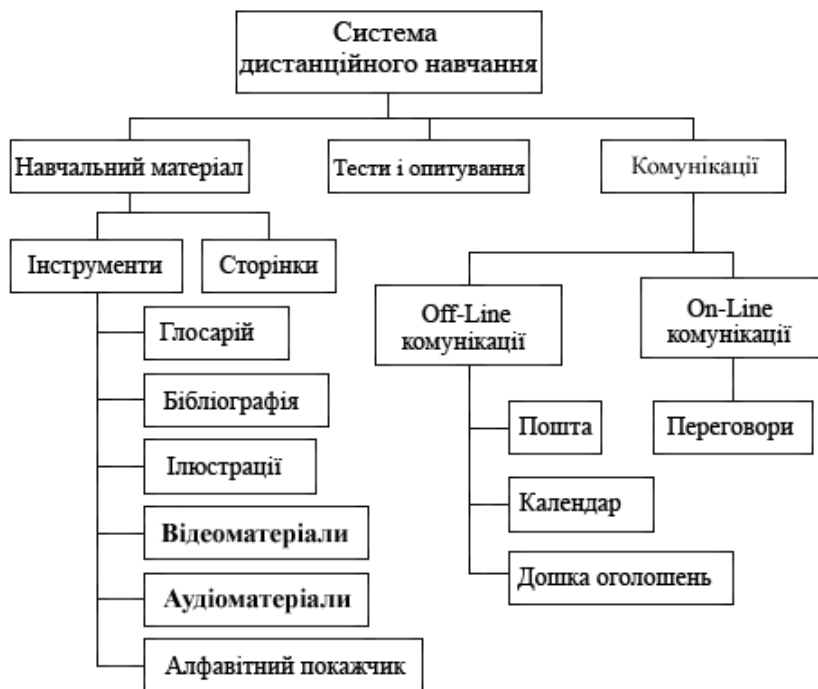 Система
дистанційного навчання
Навчальний матеріал
Тести і опитування
Комунікації
Інструменти
Сторінки
Off-Line
комунікації
On-Line
комунікації
Глосарій
Бібліографія
Ілюстрації
Відеоматеріали
Аудіоматеріали
Алфавітний покажчик
Пошта
Календар
Дошка оголошень
Переговори